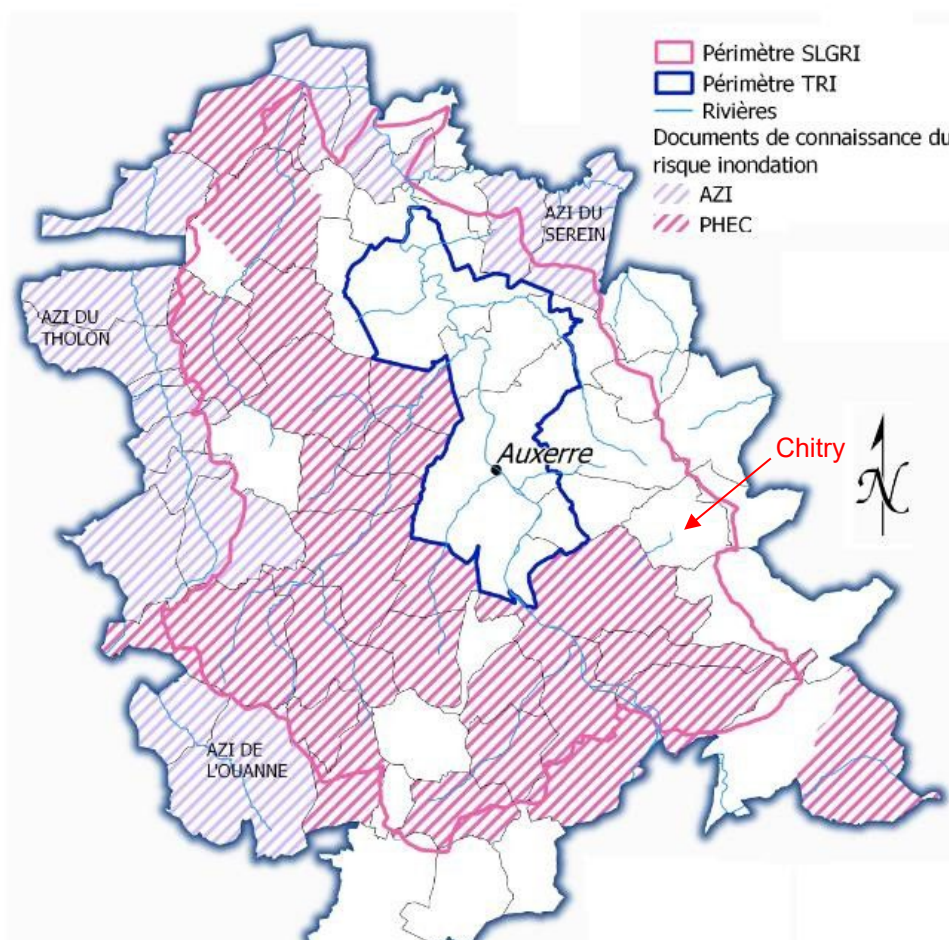 Périmètre SLGRI
Périmètre TRI
Rivières
Documents de connaissance du
risque inondation
AZI
PHEC
AZI DU
SEREIN
AZI DU
THOLON
Auxerre
Chitry
N
AZI DE
L'OUANNE